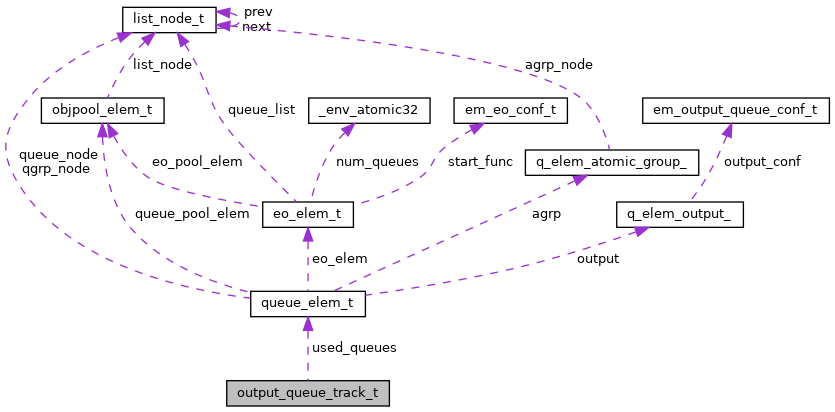 list_node_t
prev
next
list_node
agrp_node
objpool_elem_t
queue_list
_env_atomic32
em_eo_conf_t
em_output_queue_conf_t
queue_node
qgrp_node
eo_pool_elem
num_queues
start_func
q_elem_atomic_group_
output_conf
queue_pool_elem
eo_elem_t
agrp
q_elem_output_
eo_elem
output
queue_elem_t
used_queues
output_queue_track_t